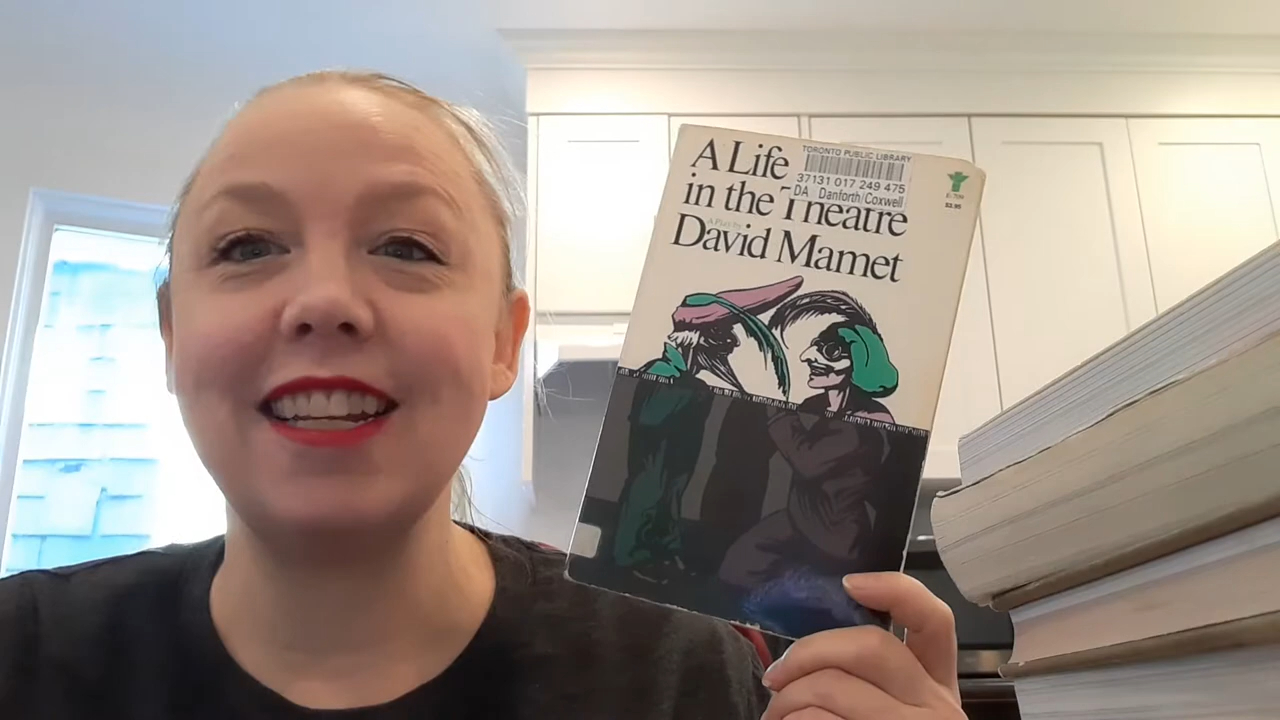 A Life
in the Theatre
A Play by
David Mamet
TORONTO PUBLIC LIBRARY
37131 017 249 475
DA Danforth/Coxwell
$3.95